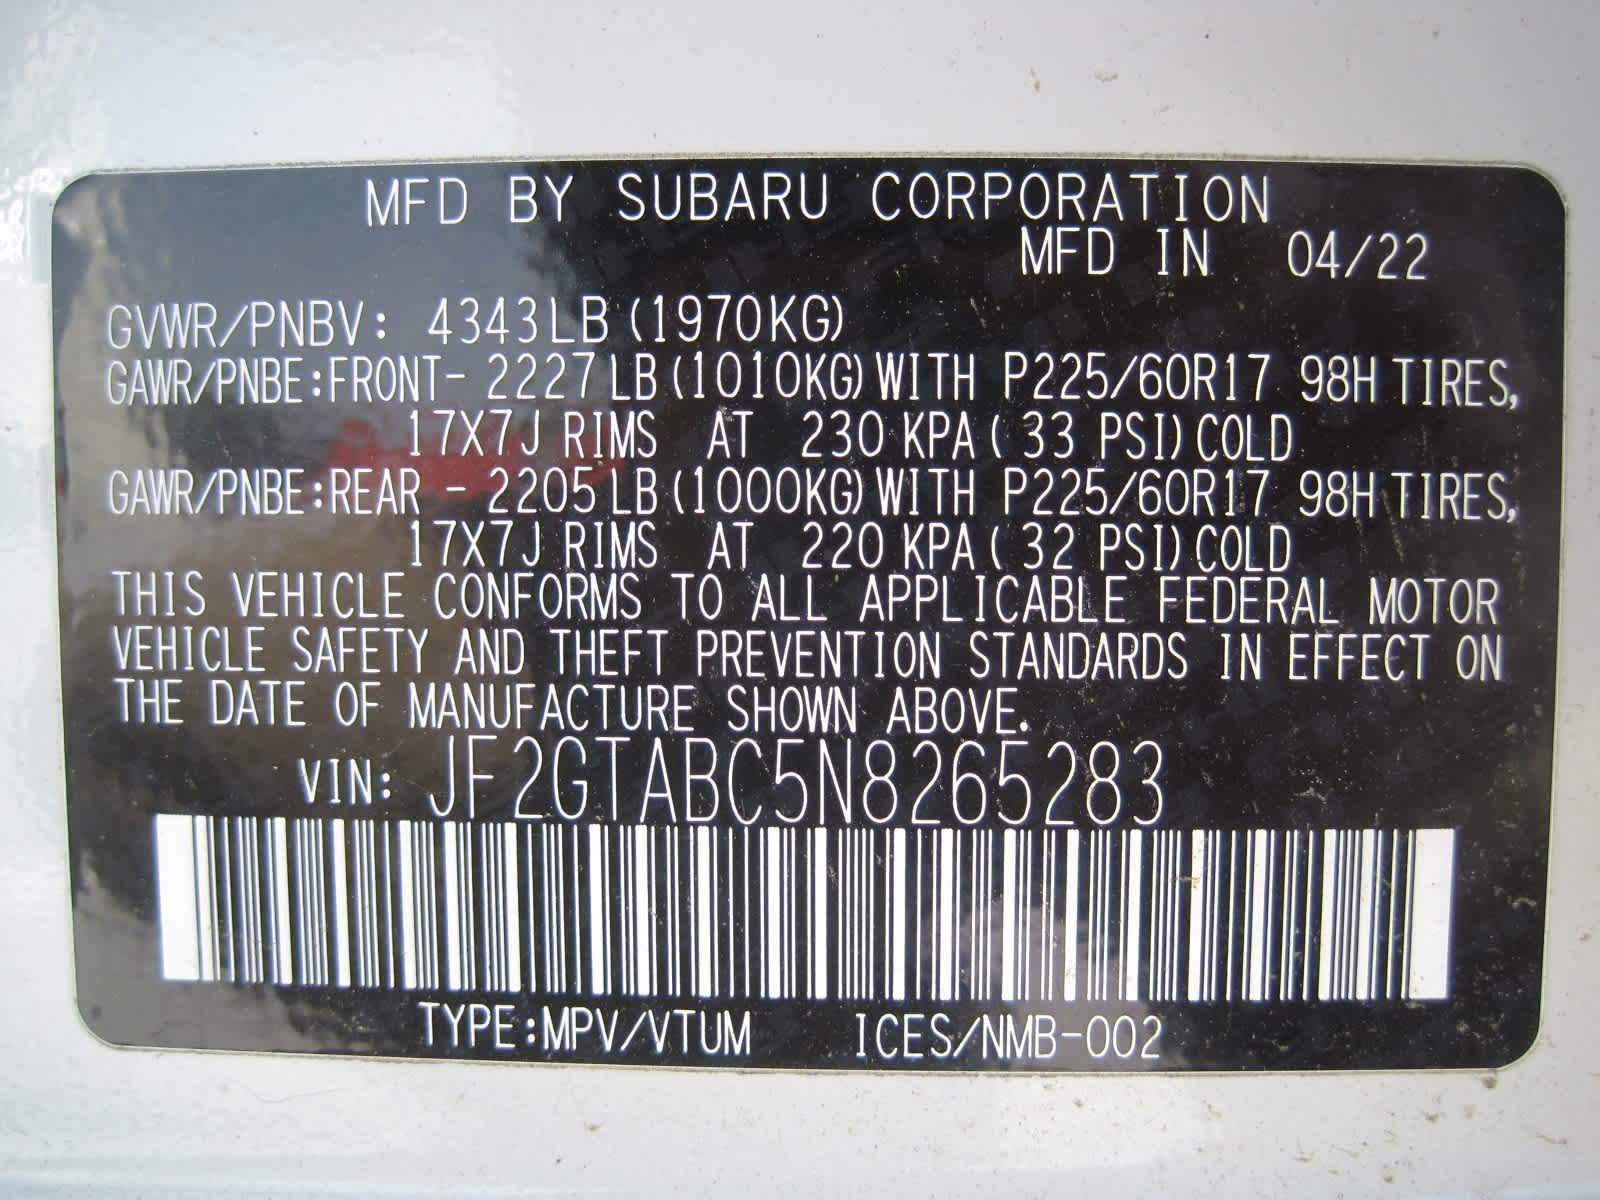 MFD BY SUBARU CORPORATION
MFD IN 04/22
GVWR/PNBV: 4343LB(1970KG)
GAWR/PNBE:FRONT- 2227LB(1010KG)WITH P225/60R17 98H TIRES,
17X7J RIMS AT 230 KPA( 33 PSI)COLD
GAWR/PNBE:REAR - 2205LB(1000KG)WITH P225/60R17 98H TIRES,
17X7J RIMS AT 220 KPA( 32 PSI)COLD
THIS VEHICLE CONFORMS TO ALL APPLICABLE FEDERAL MOTOR
VEHICLE SAFETY AND THEFT PREVENTION STANDARDS IN EFFECT ON
THE DATE OF MANUFACTURE SHOWN ABOVE.
VIN: JF2GTABC5N8265283
TYPE:MPV/VTUM ICES/NMB-002